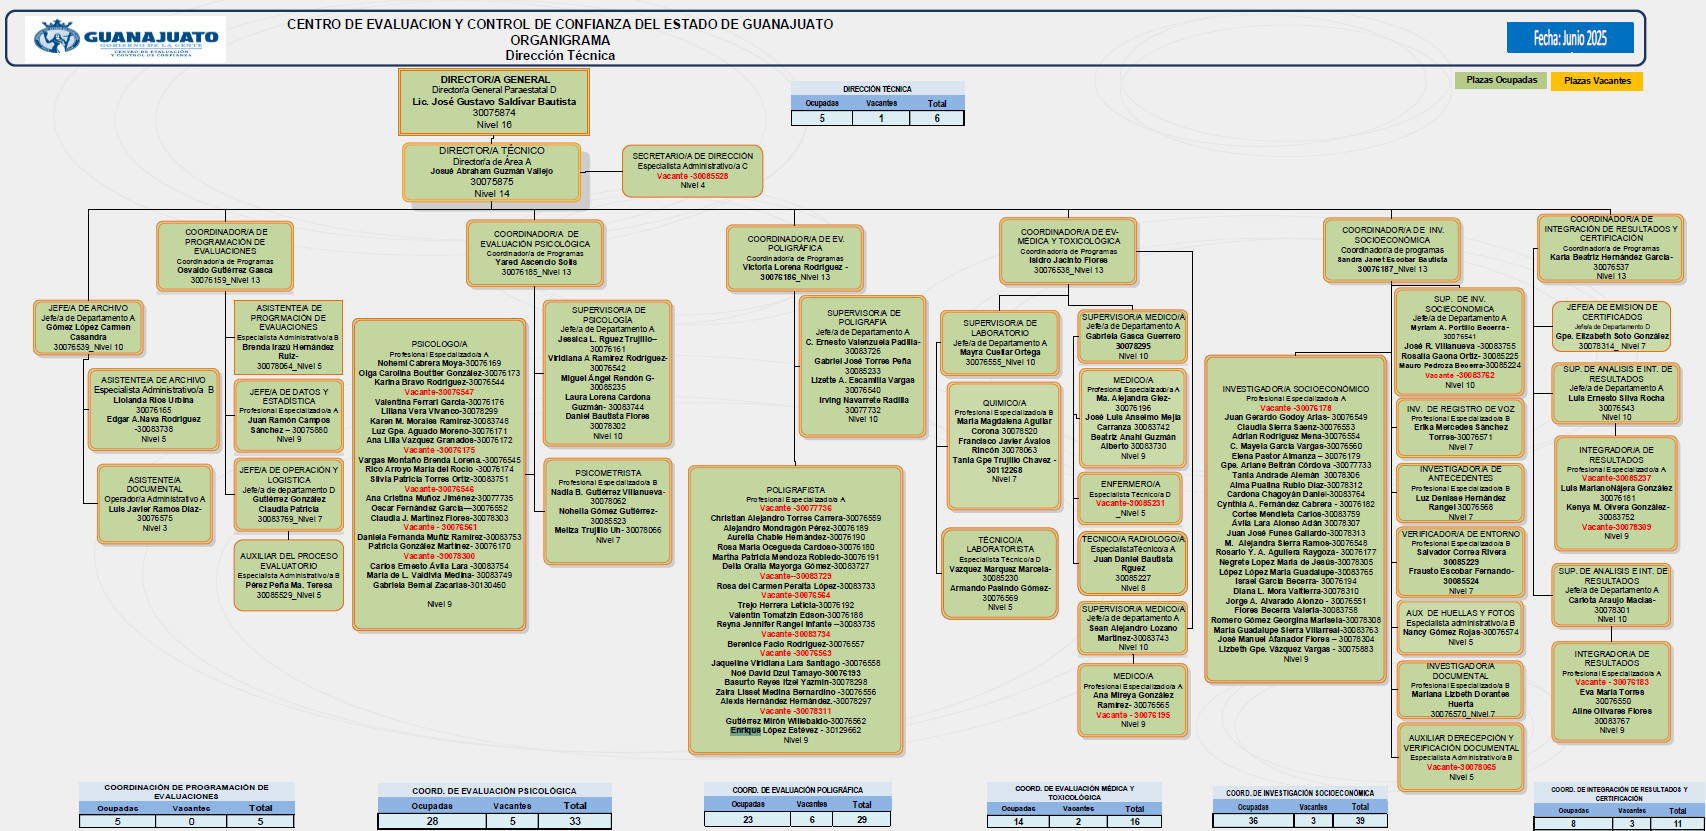 GUANAJUATO
GOBIERNO DE LA GENTE
CENTRO DE EVALUACIÓN
Y CONTROL DE CONFIANZA
CENTRO DE EVALUACION Y CONTROL DE CONFIANZA DEL ESTADO DE GUANAJUATO
ORGANIGRAMA
Dirección Técnica
Fecha: Junio 2025
Plazas Ocupadas
Plazas Vacantes
DIRECTOR/A GENERAL
Director/a General Paraestatal D
Lic. José Gustavo Saldívar Bautista
30075874
Nivel 16
DIRECCIÓN TÉCNICA
Ocupadas Vacantes Total
5 1 6
DIRECTOR/A TÉCNICO
Director/a de Área A
Josué Abraham Guzmán Vallejo
30075875
Nivel 14
SECRETARIO/A DE DIRECCIÓN
Especialista Administrativo/a C
Vacante -30085528
Nivel 4
COORDINADOR/A DE
PROGRAMACIÓN DE
EVALUACIONES
Coordinador/a de Programas
Osvaldo Gutiérrez Gasca
30076159_Nivel 13
JEFE/A DE ARCHIVO
Jefe/a de Departamento A
Gómez López Carmen
Casandra
30076539_Nivel 10
ASISTENTE/A DE ARCHIVO
Especialista Administrativo/a B
Liolanda Rios Urbina
30076165
Edgar A.Nava Rodriguez
-30083738
Nivel 5
ASISTENTE/A
DOCUMENTAL
Operador/a Administrativo A
Luis Javier Ramos Díaz-
30076575
Nivel 3
ASISTENTE/A DE
PROGRMACIÓN DE
EVAUACIONES
Especialista Administrativo/a B
Brenda Irazú Hernández
Ruiz-
30078064_Nivel 5
JEFE/A DE DATOS Y
ESTADÍSTICA
Profesional Especializado/a A
Juan Ramón Campos
Sánchez – 30075880
Nivel 9
JEFE/A DE OPERACIÓN Y
LOGISTICA
Jefe/a de departamento D
Gutiérrez González
Claudia Patricia
30083769_Nivel 7
AUXILIAR DEL PROCESO
EVALUATORIO
Especialista Administrativo/a B
Pérez Peña Ma. Teresa
30085529_Nivel 5
COORDINADOR/A DE
EVALUACIÓN PSICOLÓGICA
Coordinador/a de Programas
Yared Ascencio Solis
30076185_Nivel 13
PSICOLOGO/A
Profesional Especializado/a A
Nohemí Cabrera Moya-30076169
Olga Carolina Bouttier González-30076173
Karina Bravo Rodríguez-30076544
Vacante-30076547
Valentina Ferrari García-30076176
Liliana Vera Vivanco-30078299
Karen M. Morales Ramírez-30083748
Luz Gpe. Aguado Moreno-30076171
Ana Lilia Vazquez Granados-30076172
Vacante-30076175
Vargas Montaño Brenda Lorena.-30076545
Rico Arroyo María del Rocío -30076174
Silvia Patricia Torres Ortiz-30083751
Vacante-30076546
Ana Cristina Muñoz Jiménez-30077735
Oscar Fernández García—30076552
Claudia J. Martínez Flores-30078303
Vacante - 30076561
Daniela Fernanda Muñiz Ramírez-30083753
Patricia González Martínez-30076170
Vacante -30078300
Carlos Ernesto Ávila Lara -30083754
María de L. Valdivia Medina- 30083749
Gabriela Bernal Zacarías-30130460
Nivel 9
SUPERVISOR/A DE
PSICOLOGÍA
Jefe/a de Departamento A
Jessica L. Rguez Trujillo–
30076161
Viridiana A Ramirez Rodriguez-
30076542
Miguel Ángel Rendón G-
30085235
Laura Lorena Cardona
Guzmán- 30083744
Daniel Bautista Flores
30078302
Nivel 10
PSICOMETRISTA
Profesional Especializado/a B
Nadia B. Gutiérrez Villanueva-
30078062
Nohelia Gómez Gutiérrez-
30085523
Meliza Trujillo Uh-30078066
Nivel 7
COORDINADOR/A DE EV.
POLIGRÁFICA
Coordinador/a de Programas
Victoria Lorena Rodríguez -
30076186_Nivel 13
SUPERVISOR/A DE
POLIGRAFIA
Jefe/a de Departamento A
C. Ernesto Valenzuela Padilla-
30083726
Gabriel José Torres Peña
30085233
Lizette A. Escamilla Vargas
30076540
Irving Navarrete Radilla
30077732
Nivel 10
POLIGRAFISTA
Profesional Especializado/a A
Vacante -30077736
Christian Alejandro Torres Carrera-30076559
Alejandro Mondragón Pérez-30076189
Aurelia Chable Hernández-30076190
Rosa María Ocegueda Cardoso-30076180
Martha Patricia Mendoza Robledo-30076191
Delia Oralia Mayorga Gómez-30083727
Vacante--30083729
Rosa del Carmen Peralta López-30083733
Vacante-30076564
Trejo Herrera Leticia-30076192
Valentin Tomatzin Edson-30076188
Reyna Jennifer Rangel Infante --30083735
Vacante -30083734
Berenice Facio Rodríguez-30076557
Vacante -30076563
Jaqueline Viridiana Lara Santiago -30076558
Noé David Dzul Tamayo-30076193
Basurto Reyes Itzel Yazmín-30078298
Zaira Lisset Medina Bernardino -30076556
Alexis Hernández Hernández.-30078297
Vacante -30078311
Gutiérrez Mirón Willebaldo-30076562
Enrique López Estévez - 30129662
Nivel 9
COORDINADOR/A DE EV-
MÉDICA Y TOXICOLÓGICA
Coordinador/a de Programas
Isidro Jacinto Flores
30076538_Nivel 13
SUPERVISOR/A DE
LABORATORIO
Jefe/a de Departamento A
Mayra Cuellar Ortega
30076555_Nivel 10
QUIMICO/A
Profesional Especializado/a B
María Magdalena Aguilar
Corona 30078520
Francisco Javier Ávalos
Rincón 30078063
Tania Gpe Trujillo Chavez -
30112268
Nivel 7
TÉCNICO/A
LABORATORISTA
Especialista Técnico/a D
Vazquez Marquez Marcela-
30085230
Armando Pasindo Gómez-
30076569
Nivel 5
SUPERVISOR/A MEDICO/A
Jefe/a de Departamento A
Gabriela Gasca Guerrero
30078295
Nivel 10
MEDICO/A
Profesional Especializado/a A
Ma. Alejandra Glez-
30076196
José Luis Anselmo Mejía
Carranza 30083742
Beatriz Anahí Guzmán
Alberto 30083730
Nivel 9
ENFERMERO/A
Especialista Técnico/a D
Vacante-30085231
_Nivel 5
TECNICO/A RADIOLOGO/A
EspecialistaTécnico/a A
Juan Daniel Bautista
Rguez
30085227
Nivel 8
SUPERVISOR/A MEDICO/A
Jefe/a de departamento A
Sean Alejandro Lozano
Martinez-30083743
Nivel 10
MEDICO/A
Profesional Especializado/a A
Ana Mireya González
Ramírez- 30076565
Vacante - 30076195
Nivel 9
COORDINADOR/A DE INV.
SOCIOECONÓMICA
Coordinador/a de programas
Sandra Janet Escobar Bautista
30076187_Nivel 13
INVESTIGADOR/A SOCIOECONÓMICO
Profesional Especializado/a A
Vacante -30076178
Juan Gerardo Godoy Arias- 30076549
Claudia Sierra Saenz-30076553
Adrian Rodríguez Mena-30076554
C. Mayela García Vargas-30076560
Elena Pastor Almanza – 30076179
Gpe. Ariane Beltrán Córdova -30077733
Tania Andrade Alemán 30078306
Alma Pualina Rubio Díaz-30078312
Cardona Chagoyán Daniel-30083764
Cynthia A. Fernández Cabrera - 30076182
Cortes Mendieta Carlos-30083759
Ávila Lara Alonso Adán 30078307
Juan José Funes Gallardo-30078313
M. Alejandra Sierra Ramos-30076548
Rosario Y. A. Aguilera Raygoza-30076177
Negrete Lopez María de Jesús-30078305
López López María Guadalupe-30083765
Israel García Becerra- 30076194
Diana L. Mora Valtierra-30078310
Jorge A. Alvarado Alonzo - 30076551
Flores Becerra Valeria-30083758
Romero Gómez Georgina Marisela-30078308
María Guadalupe Sierra Villarreal-30083763
José Manuel Afanador Flores – 30078304
Lizbeth Gpe. Vázquez Vargas - 30075883
Nivel 9
SUP. DE INV.
SOCIOECONOMICA
Jefe/a de Departamento A
Myriam A. Portillo Becerra-
30076541
José R. Villanueva -30083755
Rosalía Gaona Ortiz- 30085225
Mauro Pedroza Becerra-30085224
Vacante -30083762
Nivel 10
INV. DE REGISTRO DE VOZ
Profesional Especializado/a B
Erika Mercedes Sánchez
Torres-30076571
Nivel 7
INVESTIGADOR/A DE
ANTECEDENTES
Profesional Especializado/a B
Luz Denisse Hernández
Rangel 30076568
Nivel 7
VERIFICADOR/A DE ENTORNO
Profesional Especializado/a B
Salvador Correa Rivera
30085229
Frausto Escobar Fernando-
30085524
Nivel 7
AUX DE HUELLAS Y FOTOS
Especialista administrativo/a B
Nancy Gómez Rojas-30076574
Nivel 5
INVESTIGADOR/A
DOCUMENTAL
Profesional Especializado/a B
Mariana Lizbeth Dorantes
Huerta
30076570_Nivel 7
AUXILIAR DERECEPCIÓN Y
VERIFICACIÓN DOCUMENTAL
Especialista Administrativo/a B
Vacante-30078065
Nivel 5
COORDINADOR/A DE
INTEGRACIÓN DE RESULTADOS Y
CERTIFICACIÓN
Coordinador/a de Programas
Karla Beatriz Hernández García-
30076537
Nivel 13
JEFE/A DE EMISION DE
CERTIFICADOS
Jefe/a de Departamento D
Gpe. Elizabeth Soto González
30078314_ Nivel 7
SUP. DE ANALISIS E INT. DE
RESULTADOS
Jefe/a de Departamento A
Luis Ernesto Silva Rocha
30076543
Nivel 10
INTEGRADOR/A DE
RESULTADOS
Profesional Especializado/a A
Vacante-30085237
Luis MarianoNájera González
30076181
Kenya M. Olvera González-
30083752
Vacante-30078309
Nivel 9
SUP. DE ANALISIS E INT. DE
RESULTADOS
Jefe/a de Departamento A
Carlota Araujo Macias-
30078301
Nivel 10
INTEGRADOR/A DE
RESULTADOS
Profesional Especializado/a A
Vacante - 30076183
Eva María Torres
30076550
Aline Olivares Flores
30083767
Nivel 9
COORDINACIÓN DE PROGRAMACIÓN DE
EVALUACIONES
Ocupadas Vacantes Total
5 0 5
COORD. DE EVALUACIÓN PSICOLÓGICA
Ocupadas Vacantes Total
28 5 33
COORD. DE EVALUACIÓN POLIGRÁFICA
Ocupadas Vacantes Total
23 6 29
COORD. DE EVALUACIÓN MÉDICA Y
TOXICOLÓGICA
Ocupadas Vacantes Total
14 2 16
COORD. DE INVESTIGACIÓN SOCIOECONÓMICA
Ocupadas Vacantes Total
36 3 39
COORD. DE INTEGRACIÓN DE RESULTADOS Y
CERTIFICACIÓN
Ocupadas Vacantes Total
8 3 11